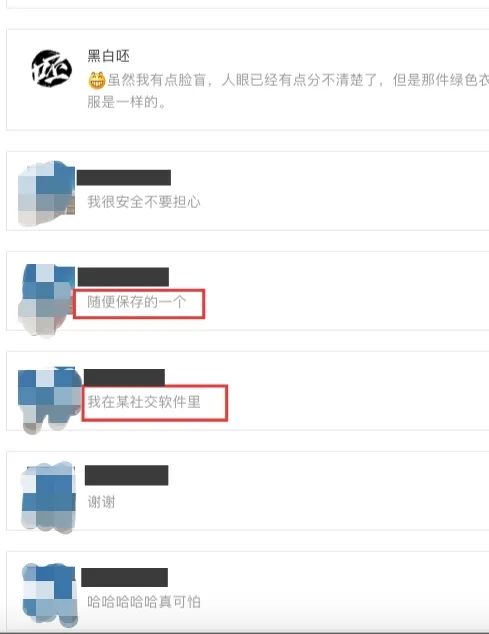 黑白呸
😁虽然我有点脸盲，人眼已经有点分不清楚了，但是那件绿色衣
服是一样的。
我很安全不要担心
随便保存的一个
我在某社交软件里
谢谢
哈哈哈哈哈真可怕